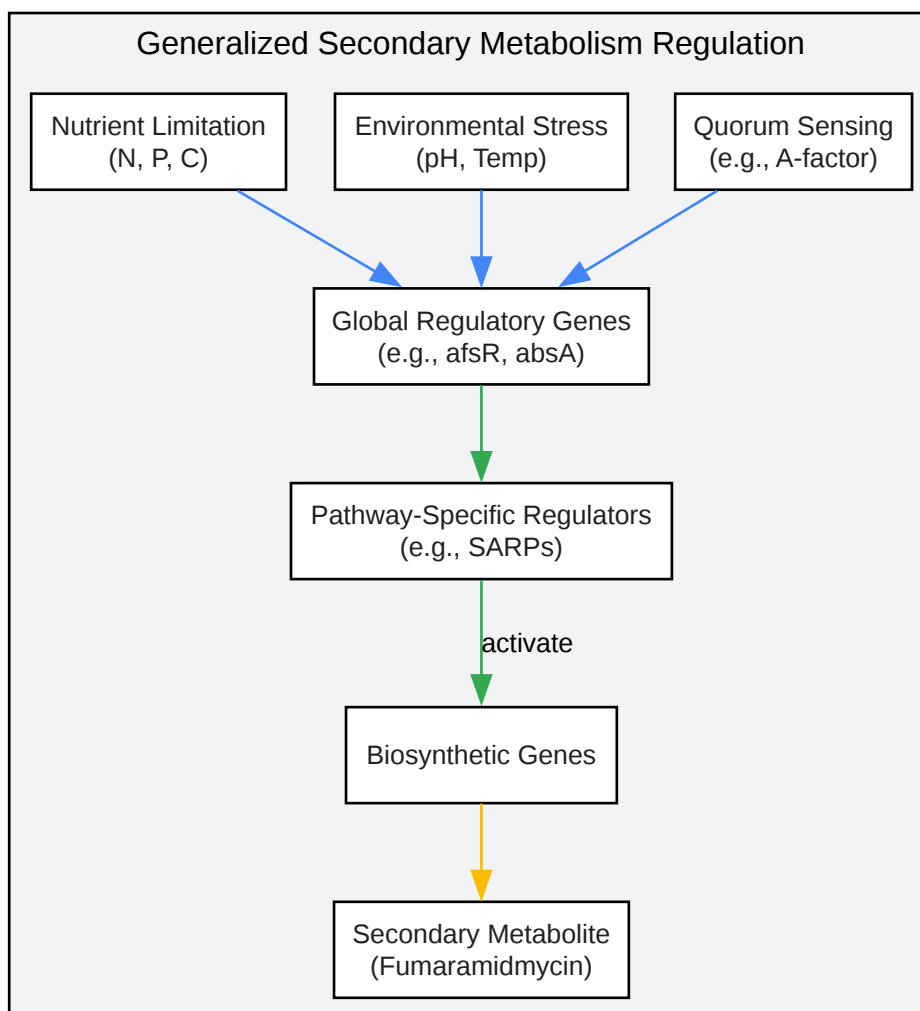 Generalized Secondary Metabolism Regulation
Nutrient Limitation
(N, P, C)
Environmental Stress
(pH, Temp)
Quorum Sensing
(e.g., A-factor)
Global Regulatory Genes
(e.g., afsR, absA)
Pathway-Specific Regulators
(e.g., SARPs)
activate
Biosynthetic Genes
Secondary Metabolite
(Fumaramidmycin)